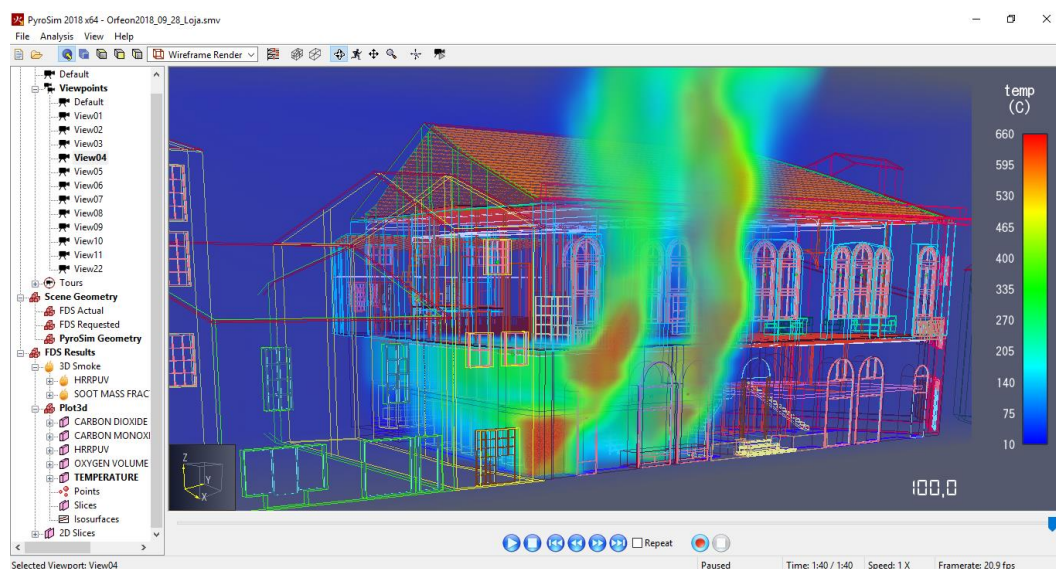 PyroSim 2018 x64 - Orfeon2018_09_28_Loja.smv
File Analysis View Help
Wireframe Render
Default
Viewpoints
Default
View01
View02
View03
View04
View05
View06
View07
View08
View09
View10
View11
View22
Tours
Scene Geometry
FDS Actual
FDS Requested
PyroSim Geometry
FDS Results
3D Smoke
HRRPUV
SOOT MASS FRAC
Plot3d
CARBON DIOXIDE
CARBON MONOXI
HRRPUV
OXYGEN VOLUME
TEMPERATURE
Points
Slices
Isosurfaces
2D Slices
temp
(C)
660
595
530
465
400
335
270
205
140
75
10
Z
Y
X
100,0
Repeat
Selected Viewport: View04
Paused
Time: 1:40 / 1:40
Speed: 1 X
Framerate: 20.9 fps